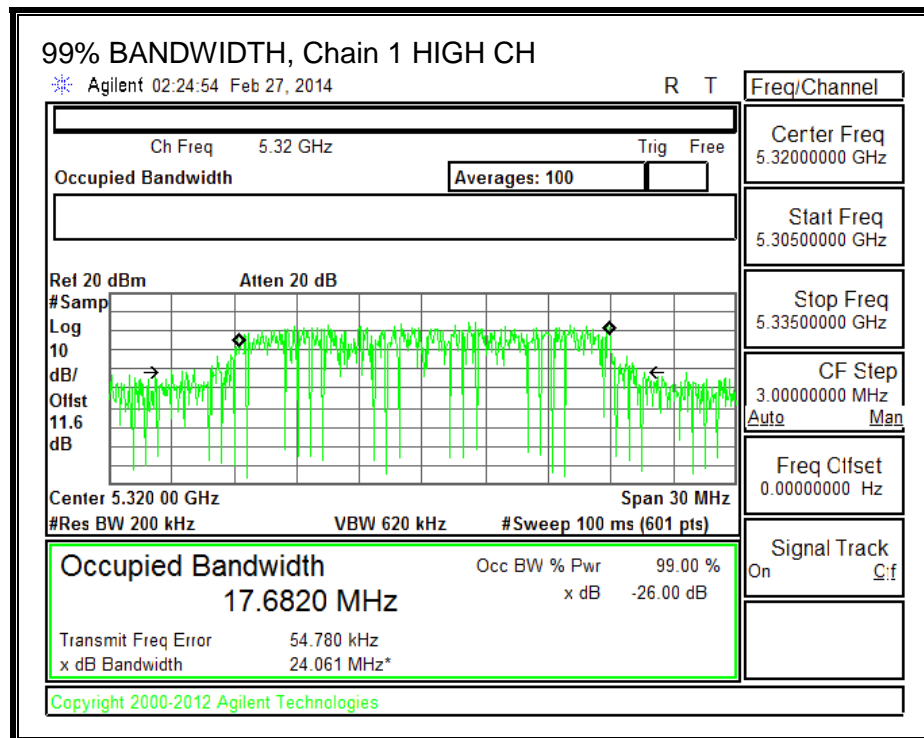 99% BANDWIDTH, Chain 1 HIGH CH
Agilent 02:24:54 Feb 27, 2014 R T
Ch Freq 5.32 GHz Trig Free
Occupied Bandwidth Averages: 100
Ref 20 dBm Atten 20 dB
#Samp
Log
10
dB/
Offst
11.6
dB
Center 5.320 00 GHz Span 30 MHz
#Res BW 200 kHz VBW 620 kHz #Sweep 100 ms (601 pts)
Occupied Bandwidth Occ BW % Pwr 99.00 %
17.6820 MHz x dB -26.00 dB
Transmit Freq Error 54.780 kHz
x dB Bandwidth 24.061 MHz*
Copyright 2000-2012 Agilent Technologies
Freq/Channel
Center Freq
5.32000000 GHz
Start Freq
5.30500000 GHz
Stop Freq
5.33500000 GHz
CF Step
3.00000000 MHz
Auto Man
Freq Offset
0.00000000 Hz
Signal Track
On Off